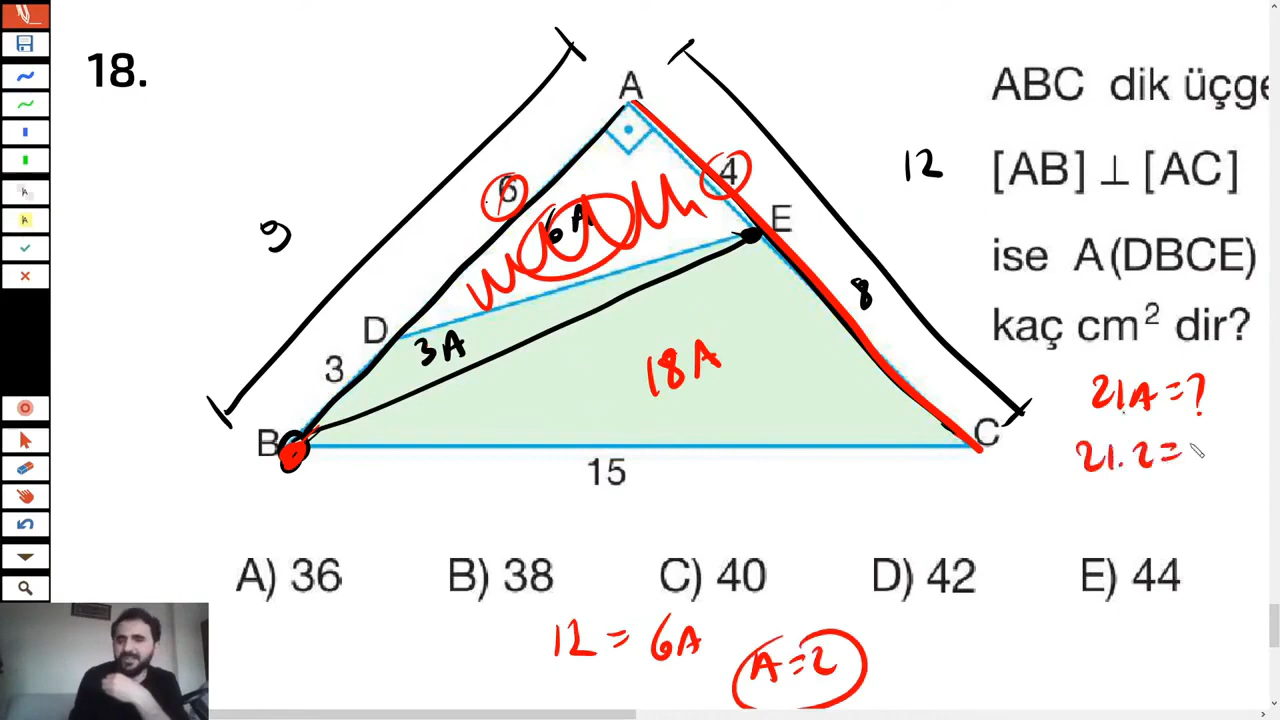 18.
A
12
ABC dik üçge
6
4
[AB] ⊥ [AC]
9
6A
E
ise A(DBCE)
8
D
3A
kaç cm² dir?
3
18A
21A=?
B
C
21.2=
15
A) 36 B) 38 C) 40 D) 42 E) 44
12 = 6A
A=2